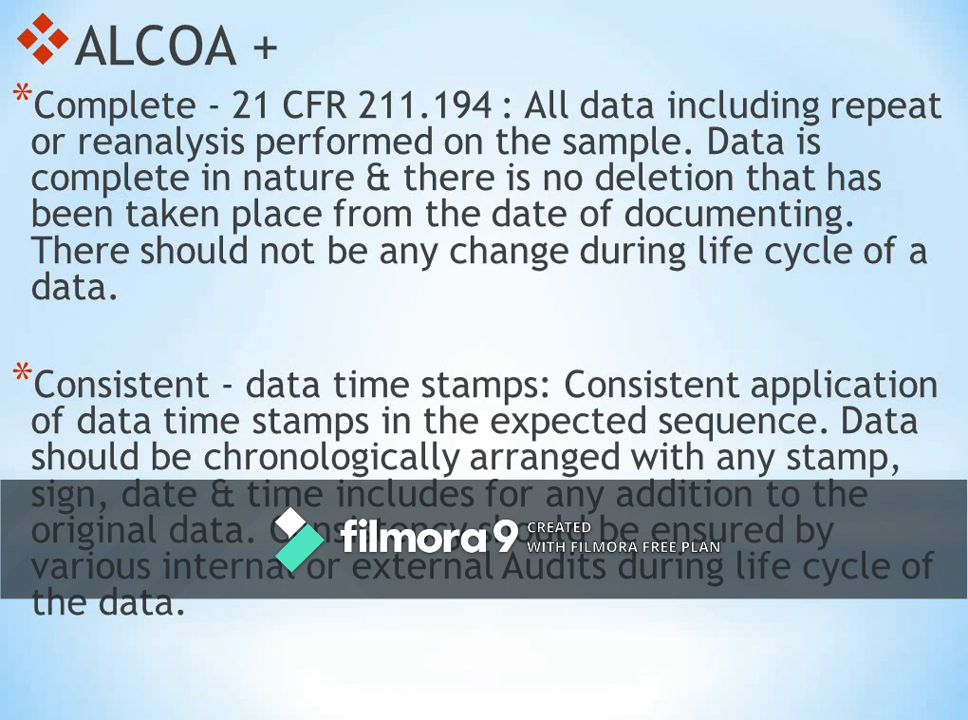 ALCOA +
*Complete - 21 CFR 211.194 : All data including repeat
or reanalysis performed on the sample. Data is
complete in nature & there is no deletion that has
been taken place from the date of documenting.
There should not be any change during life cycle of a
data.
*Consistent - data time stamps: Consistent application
of data time stamps in the expected sequence. Data
should be chronologically arranged with any stamp,
sign, date & time includes for any addition to the
original data. should be ensured by
filmora9 CREATED
WITH FILMORA FREE PLAN
various internal or external Audits during life cycle of
the data.